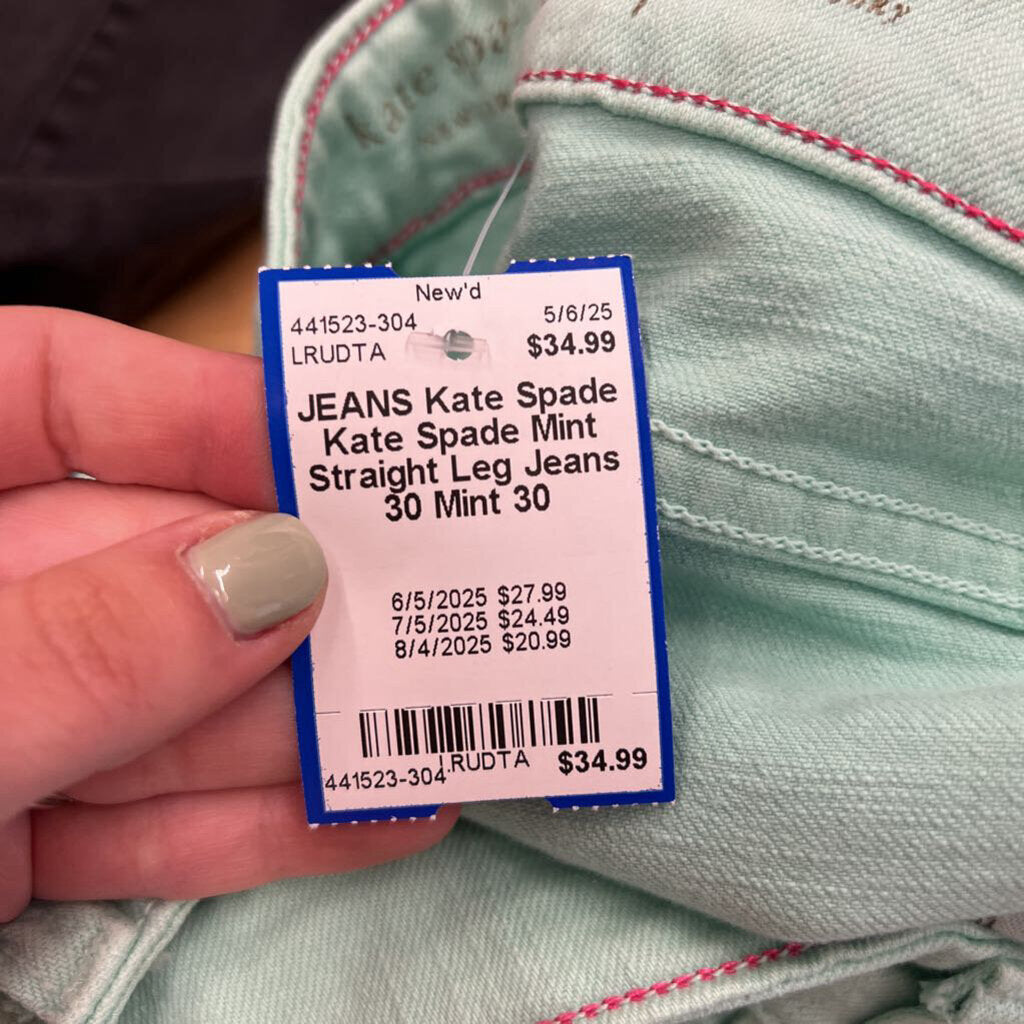 kate spa
New'd
441523-304
5/6/25
LRUDTA
$34.99
JEANS Kate Spade
Kate Spade Mint
Straight Leg Jeans
30 Mint 30
6/5/2025 $27.99
7/5/2025 $24.49
8/4/2025 $20.99
LRUDTA
441523-304
$34.99